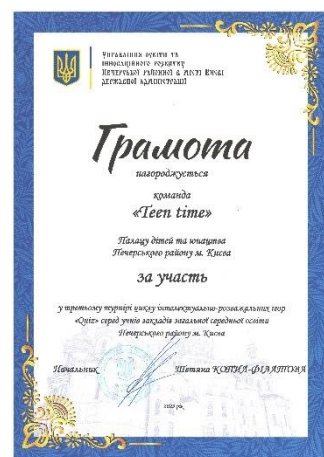 Управління освіти та
інноваційного розвитку
Печерської районної в місті Києві
державної адміністрації
Грамота
нагороджується
команда
«Teen time»
Палацу дітей та юнацтва
Печерського району м. Києва
за участь
у третьому турнірі циклу інтелектуально-розважальних ігор
«Quiz» серед учнів закладів загальної середньої освіти
Печерського району м. Києва
Начальник Тетяна КОТИЛ-ФІЛАТОВА